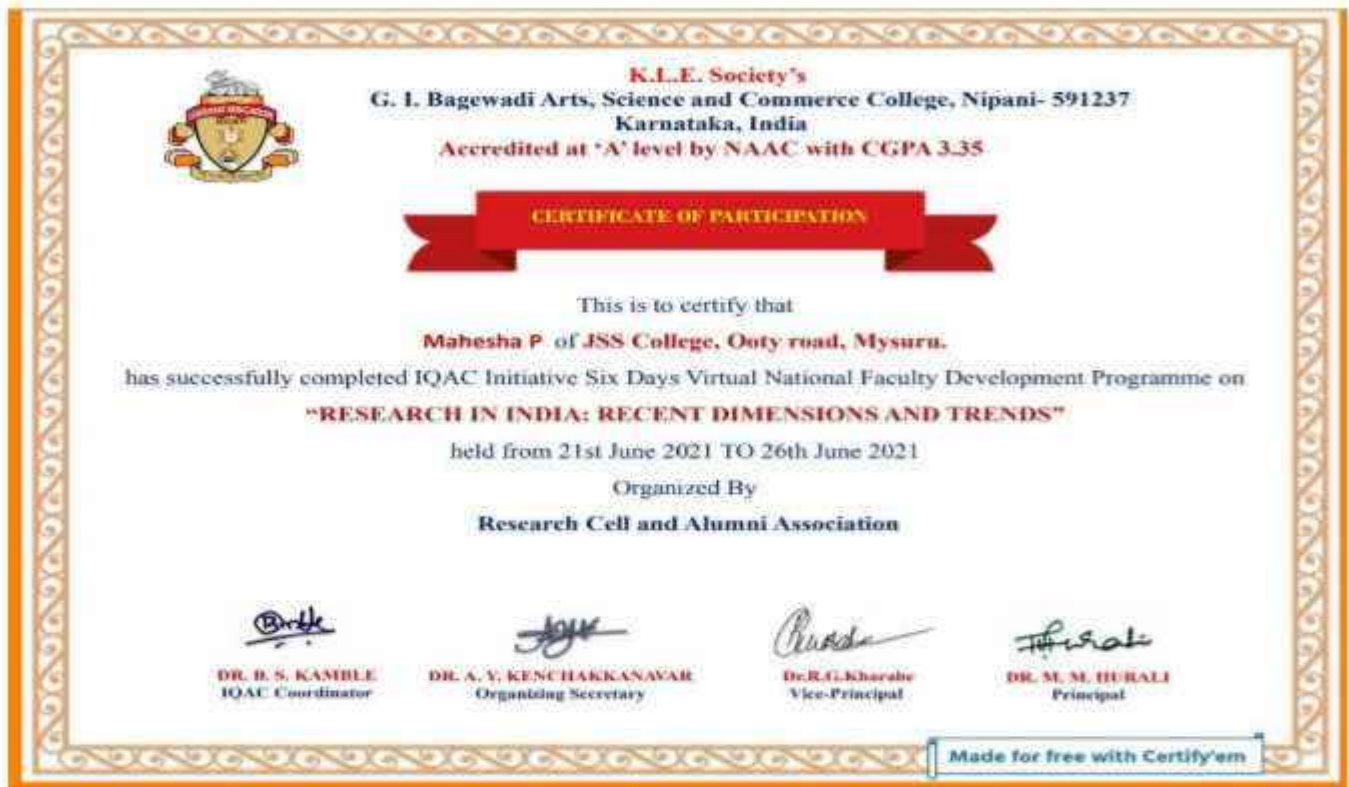 K.L.E. Society's
G. I. Bagewadi Arts, Science and Commerce College, Nipani- 591237
Karnataka, India
Accredited at 'A' level by NAAC with CGPA 3.35
CERTIFICATE OF PARTICIPATION
This is to certify that
Mahesha P of JSS College, Ooty road, Mysuru.
has successfully completed IQAC Initiative Six Days Virtual National Faculty Development Programme on
"RESEARCH IN INDIA: RECENT DIMENSIONS AND TRENDS"
held from 21st June 2021 TO 26th June 2021
Organized By
Research Cell and Alumni Association
DR. B. S. KAMBLE DR. A. Y. KENCHAKKANAVAR Dr.R.G.Kharabe DR. M. M. HURALI
IQAC Coordinator Organizing Secretary Vice-Principal Principal
Made for free with Certify'em